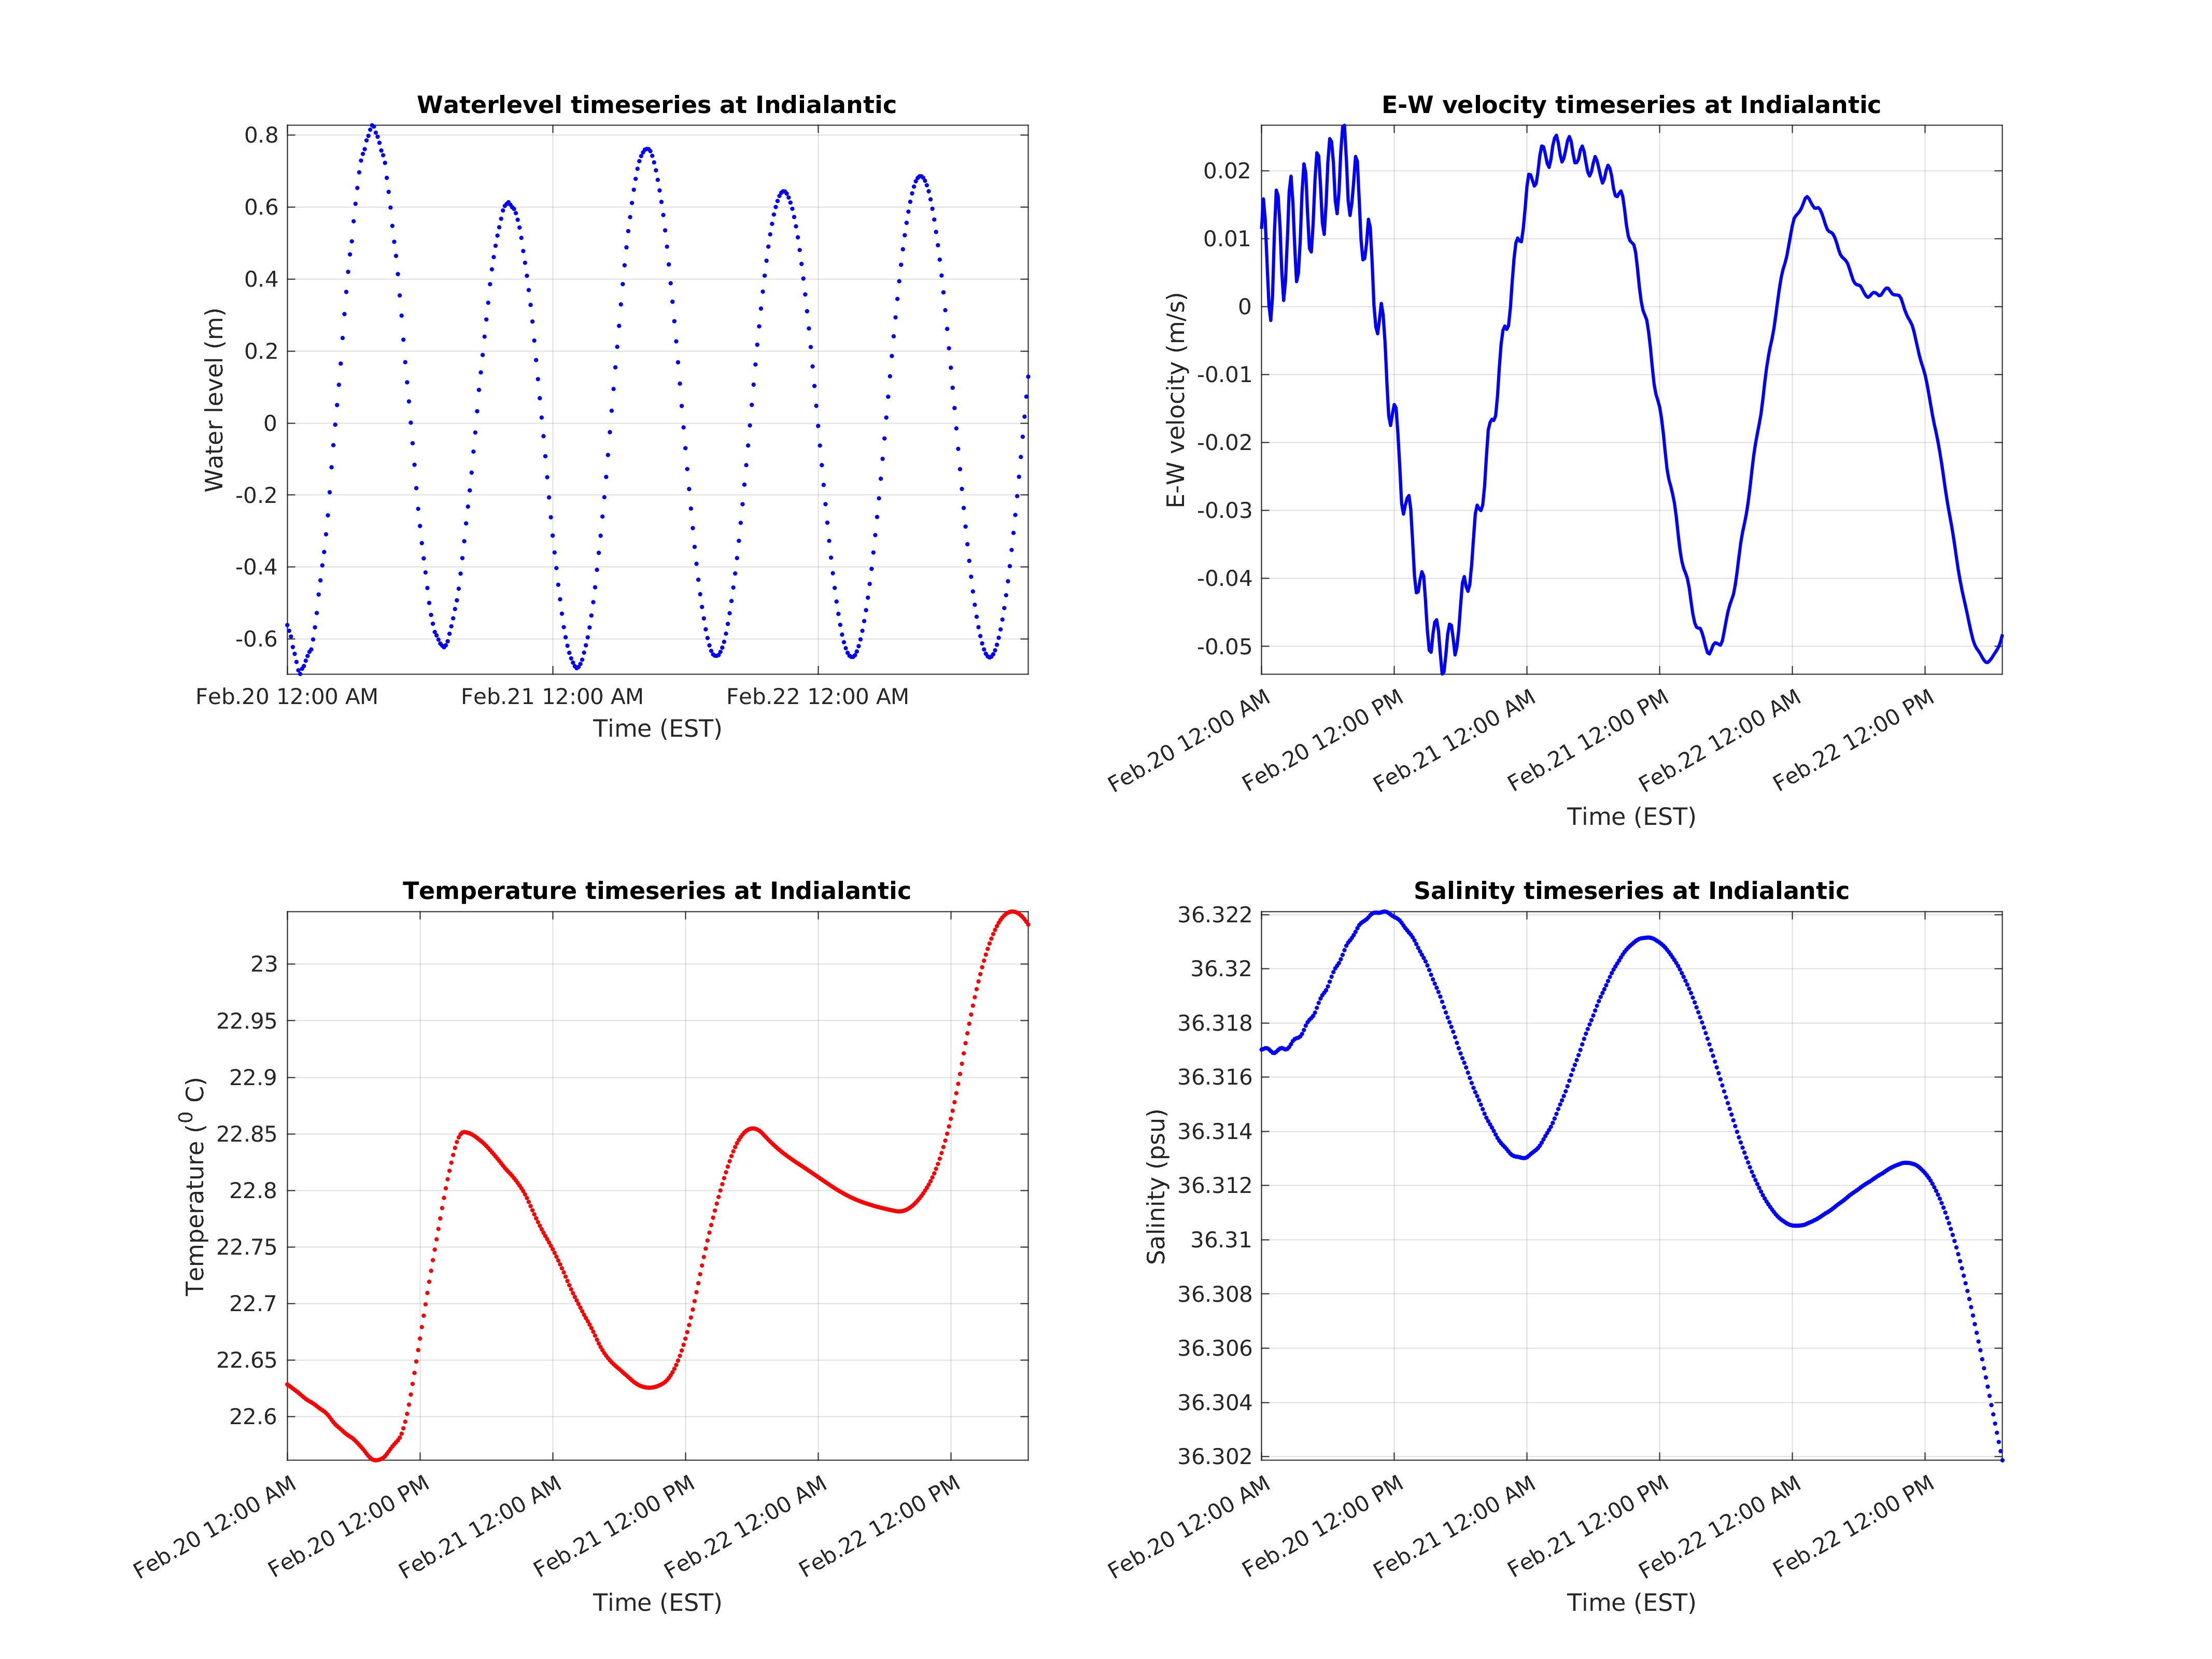 Waterlevel timeseries at Indialantic
0.8
0.6
0.4
0.2
0
-0.2
-0.4
-0.6
Water level (m)
Feb.20 12:00 AM
Feb.21 12:00 AM
Feb.22 12:00 AM
Time (EST)
E-W velocity timeseries at Indialantic
0.02
0.01
0
-0.01
-0.02
-0.03
-0.04
-0.05
E-W velocity (m/s)
Feb.20 12:00 AM
Feb.20 12:00 PM
Feb.21 12:00 AM
Feb.21 12:00 PM
Feb.22 12:00 AM
Feb.22 12:00 PM
Time (EST)
Temperature timeseries at Indialantic
23
22.95
22.9
22.85
22.8
22.75
22.7
22.65
22.6
Temperature (⁰ C)
Feb.20 12:00 AM
Feb.20 12:00 PM
Feb.21 12:00 AM
Feb.21 12:00 PM
Feb.22 12:00 AM
Feb.22 12:00 PM
Time (EST)
Salinity timeseries at Indialantic
36.322
36.32
36.318
36.316
36.314
36.312
36.31
36.308
36.306
36.304
36.302
Salinity (psu)
Feb.20 12:00 AM
Feb.20 12:00 PM
Feb.21 12:00 AM
Feb.21 12:00 PM
Feb.22 12:00 AM
Feb.22 12:00 PM
Time (EST)